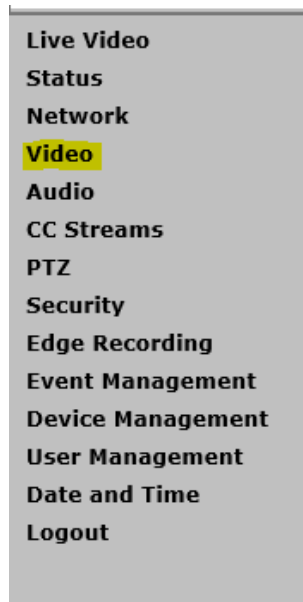 Live Video
Status
Network
Video
Audio
CC Streams
PTZ
Security
Edge Recording
Event Management
Device Management
User Management
Date and Time
Logout